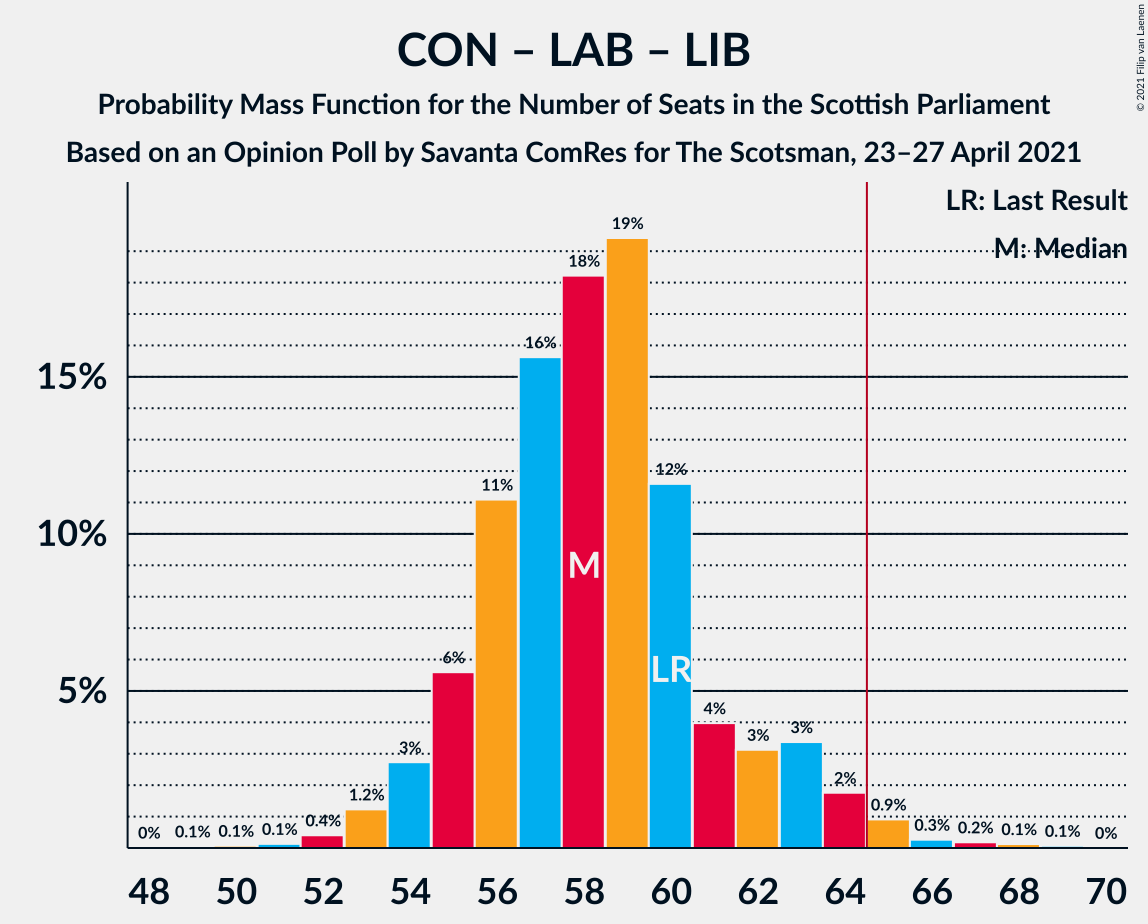 CON – LAB – LIB
Probability Mass Function for the Number of Seats in the Scottish Parliament
Based on an Opinion Poll by Savanta ComRes for The Scotsman, 23–27 April 2021
© 2021 Filip van Laenen
LR: Last Result
M: Median
19%
18%
16%
15%
12%
11%
10%
M
6%
LR
5%
4%
3%
3%
3%
2%
1.2%
0.9%
0% 0.1% 0.1% 0.1% 0.4% 0.3% 0.2% 0.1% 0.1% 0%
48 50 52 54 56 58 60 62 64 66 68 70